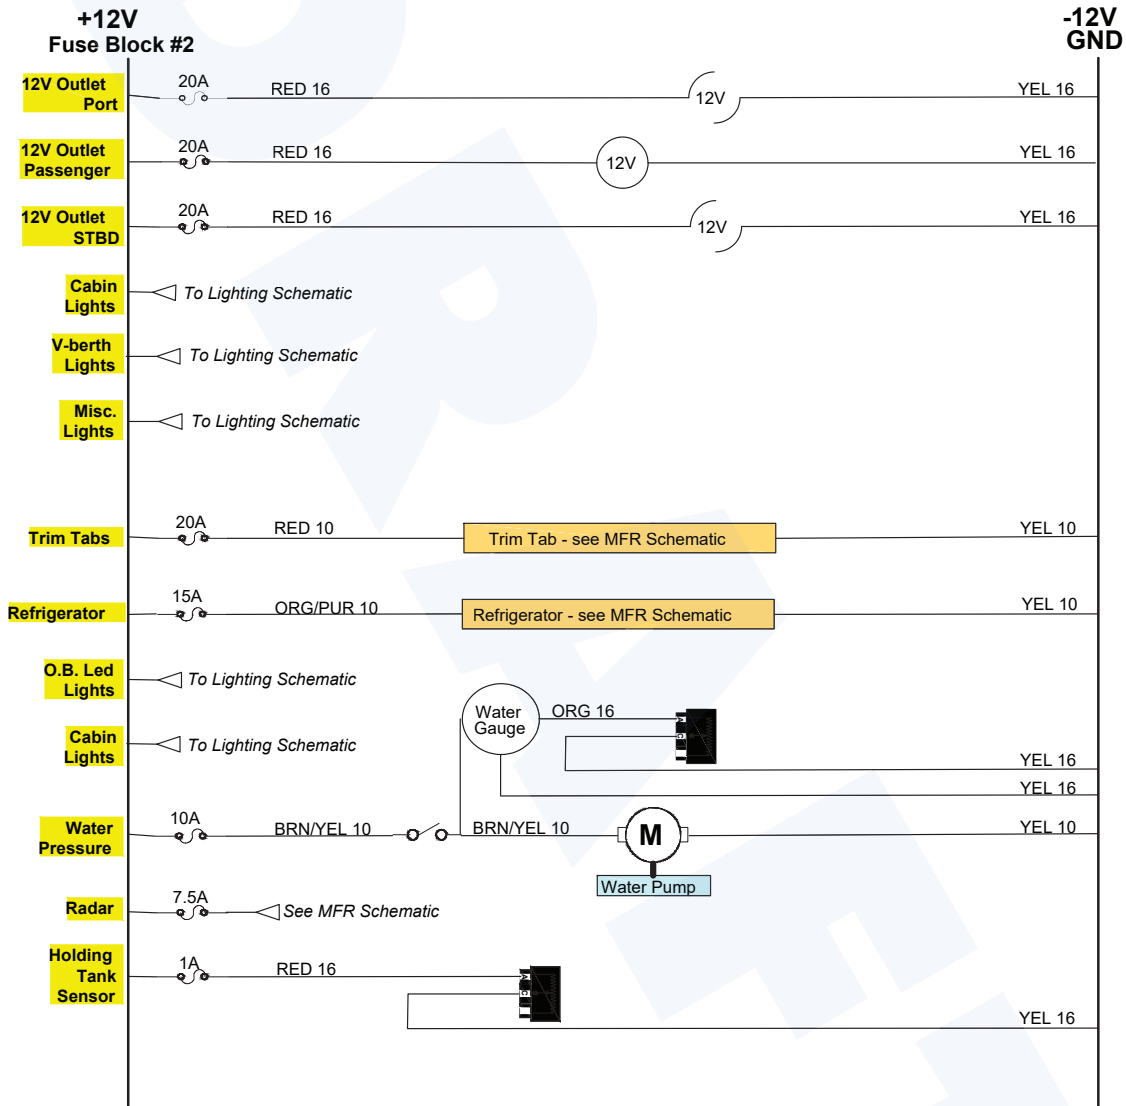 +12V
Fuse Block #2
-12V
GND
12V Outlet
Port
20A
RED 16
12V
YEL 16
12V Outlet
Passenger
20A
RED 16
12V
YEL 16
12V Outlet
STBD
20A
RED 16
12V
YEL 16
Cabin
Lights
To Lighting Schematic
V-berth
Lights
To Lighting Schematic
Misc.
Lights
To Lighting Schematic
Trim Tabs
20A
RED 10
Trim Tab - see MFR Schematic
YEL 10
Refrigerator
15A
ORG/PUR 10
Refrigerator - see MFR Schematic
YEL 10
O.B. Led
Lights
To Lighting Schematic
Water
Gauge
ORG 16
A
C
Cabin
Lights
To Lighting Schematic
YEL 16
YEL 16
Water
Pressure
10A
BRN/YEL 10
BRN/YEL 10
M
YEL 10
Water Pump
Radar
7.5A
See MFR Schematic
Holding
Tank
Sensor
1A
RED 16
A
C
YEL 16
DRAFT